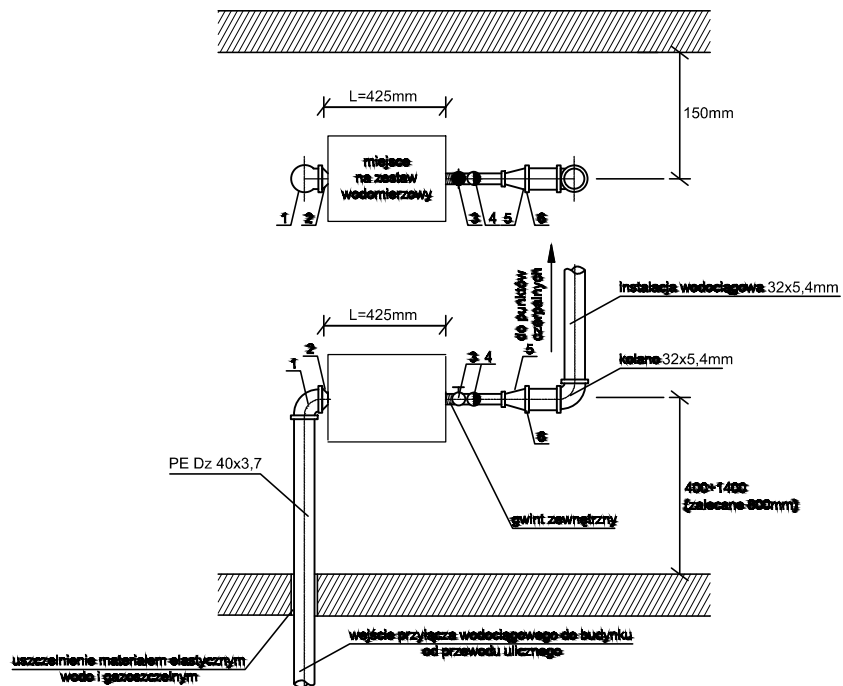 L=425mm
150mm
miejsce
na zestaw
wodomierzowy
1 2 3 4 5 6
do punktów
czerpalnych
instalacja wodociągowa 32x5,4mm
L=425mm
2 3 4 5
1
kolano 32x5,4mm
6
PE Dz 40x3,7
400÷1400
(zalecane 800mm)
gwint zewnętrzny
wejście przyłącza wodociągowego do budynku
od przewodu ulicznego
uszczelnienie materiałem elastycznym
wodo i gazoszczelnym